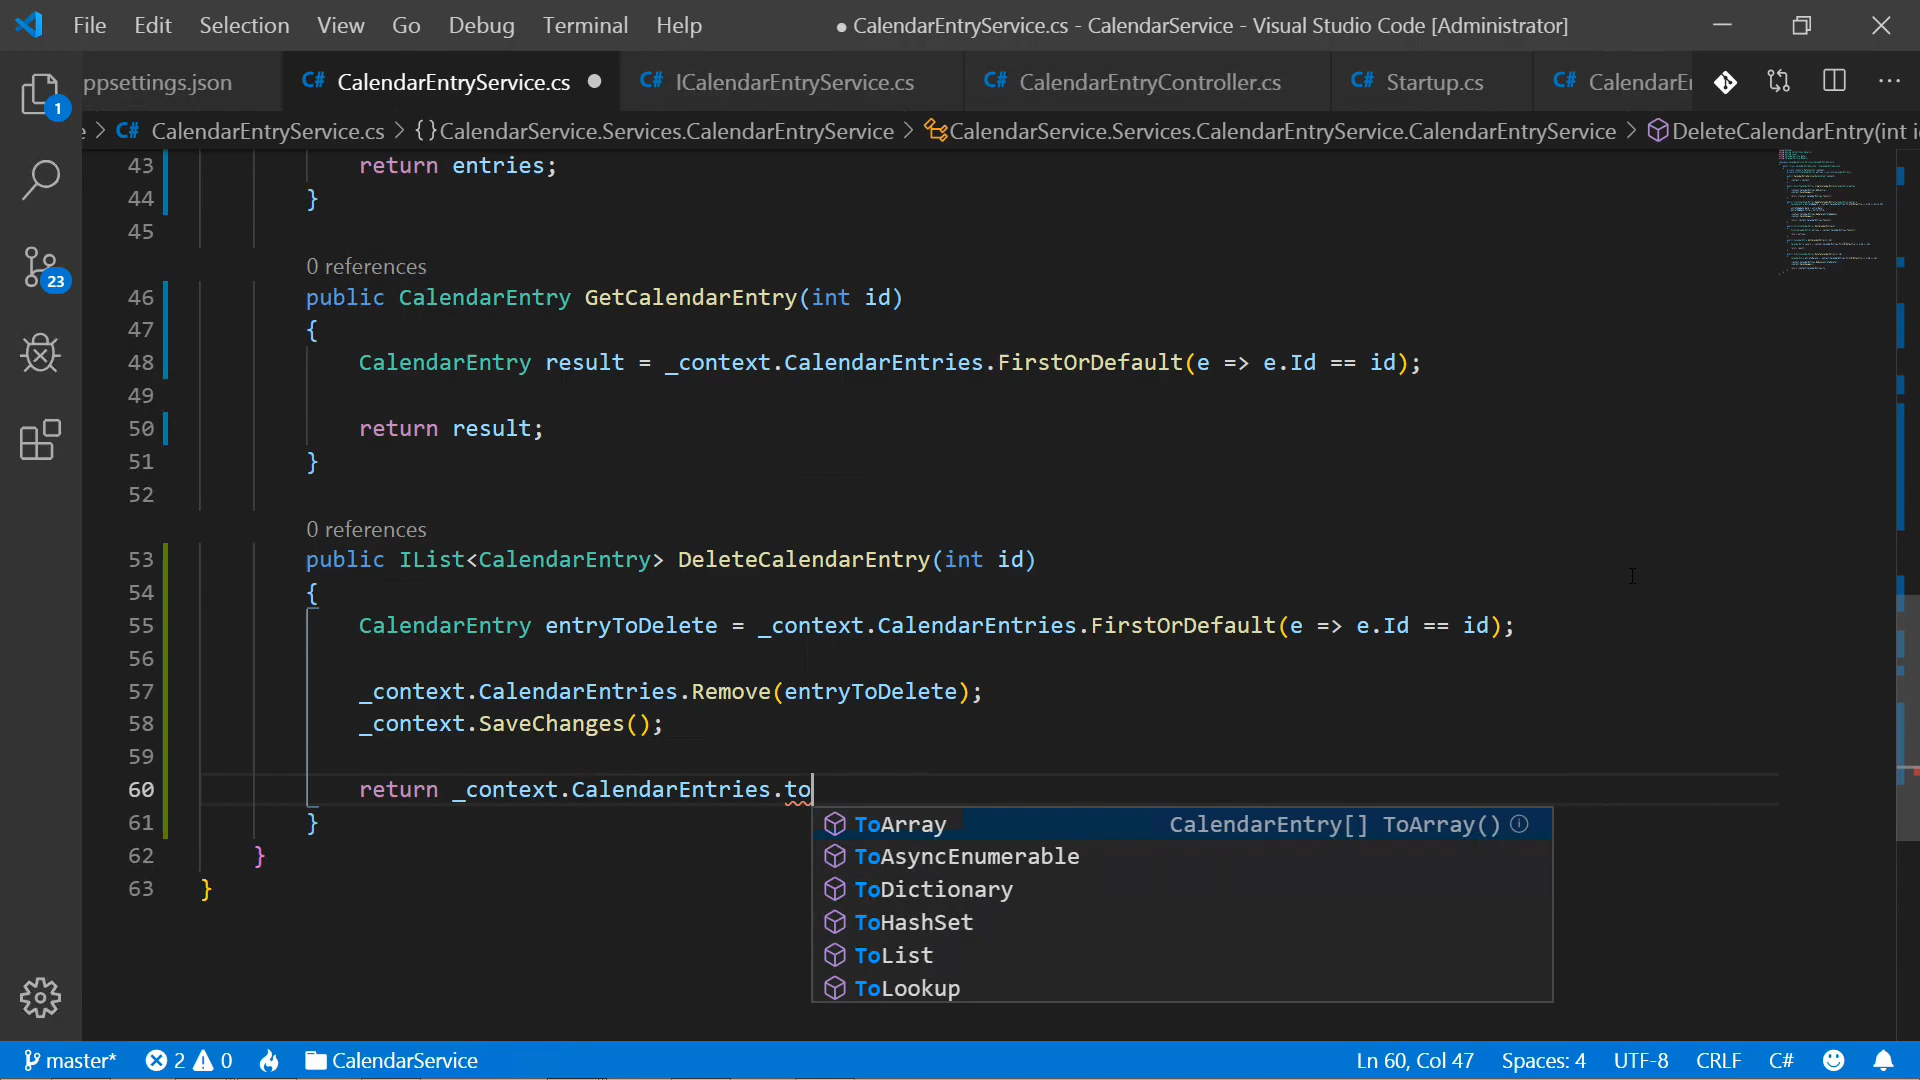 File Edit Selection View Go Debug Terminal Help ● CalendarEntryService.cs - CalendarService - Visual Studio Code [Administrator]
ppsettings.json C# CalendarEntryService.cs ● C# ICalendarEntryService.cs C# CalendarEntryController.cs C# Startup.cs C# CalendarEn
e > C# CalendarEntryService.cs > {} CalendarService.Services.CalendarEntryService > CalendarService.Services.CalendarEntryService.CalendarEntryService > DeleteCalendarEntry(int i
1
23
43 return entries;
44 }
45
0 references
46 public CalendarEntry GetCalendarEntry(int id)
47 {
48 CalendarEntry result = _context.CalendarEntries.FirstOrDefault(e => e.Id == id);
49
50 return result;
51 }
52
0 references
53 public IList<CalendarEntry> DeleteCalendarEntry(int id)
54 {
55 CalendarEntry entryToDelete = _context.CalendarEntries.FirstOrDefault(e => e.Id == id);
56
57 _context.CalendarEntries.Remove(entryToDelete);
58 _context.SaveChanges();
59
60 return _context.CalendarEntries.to
61 }
62 }
63 }
ToArray CalendarEntry[] ToArray()
ToAsyncEnumerable
ToDictionary
ToHashSet
ToList
ToLookup
master* 2 0 CalendarService Ln 60, Col 47 Spaces: 4 UTF-8 CRLF C#